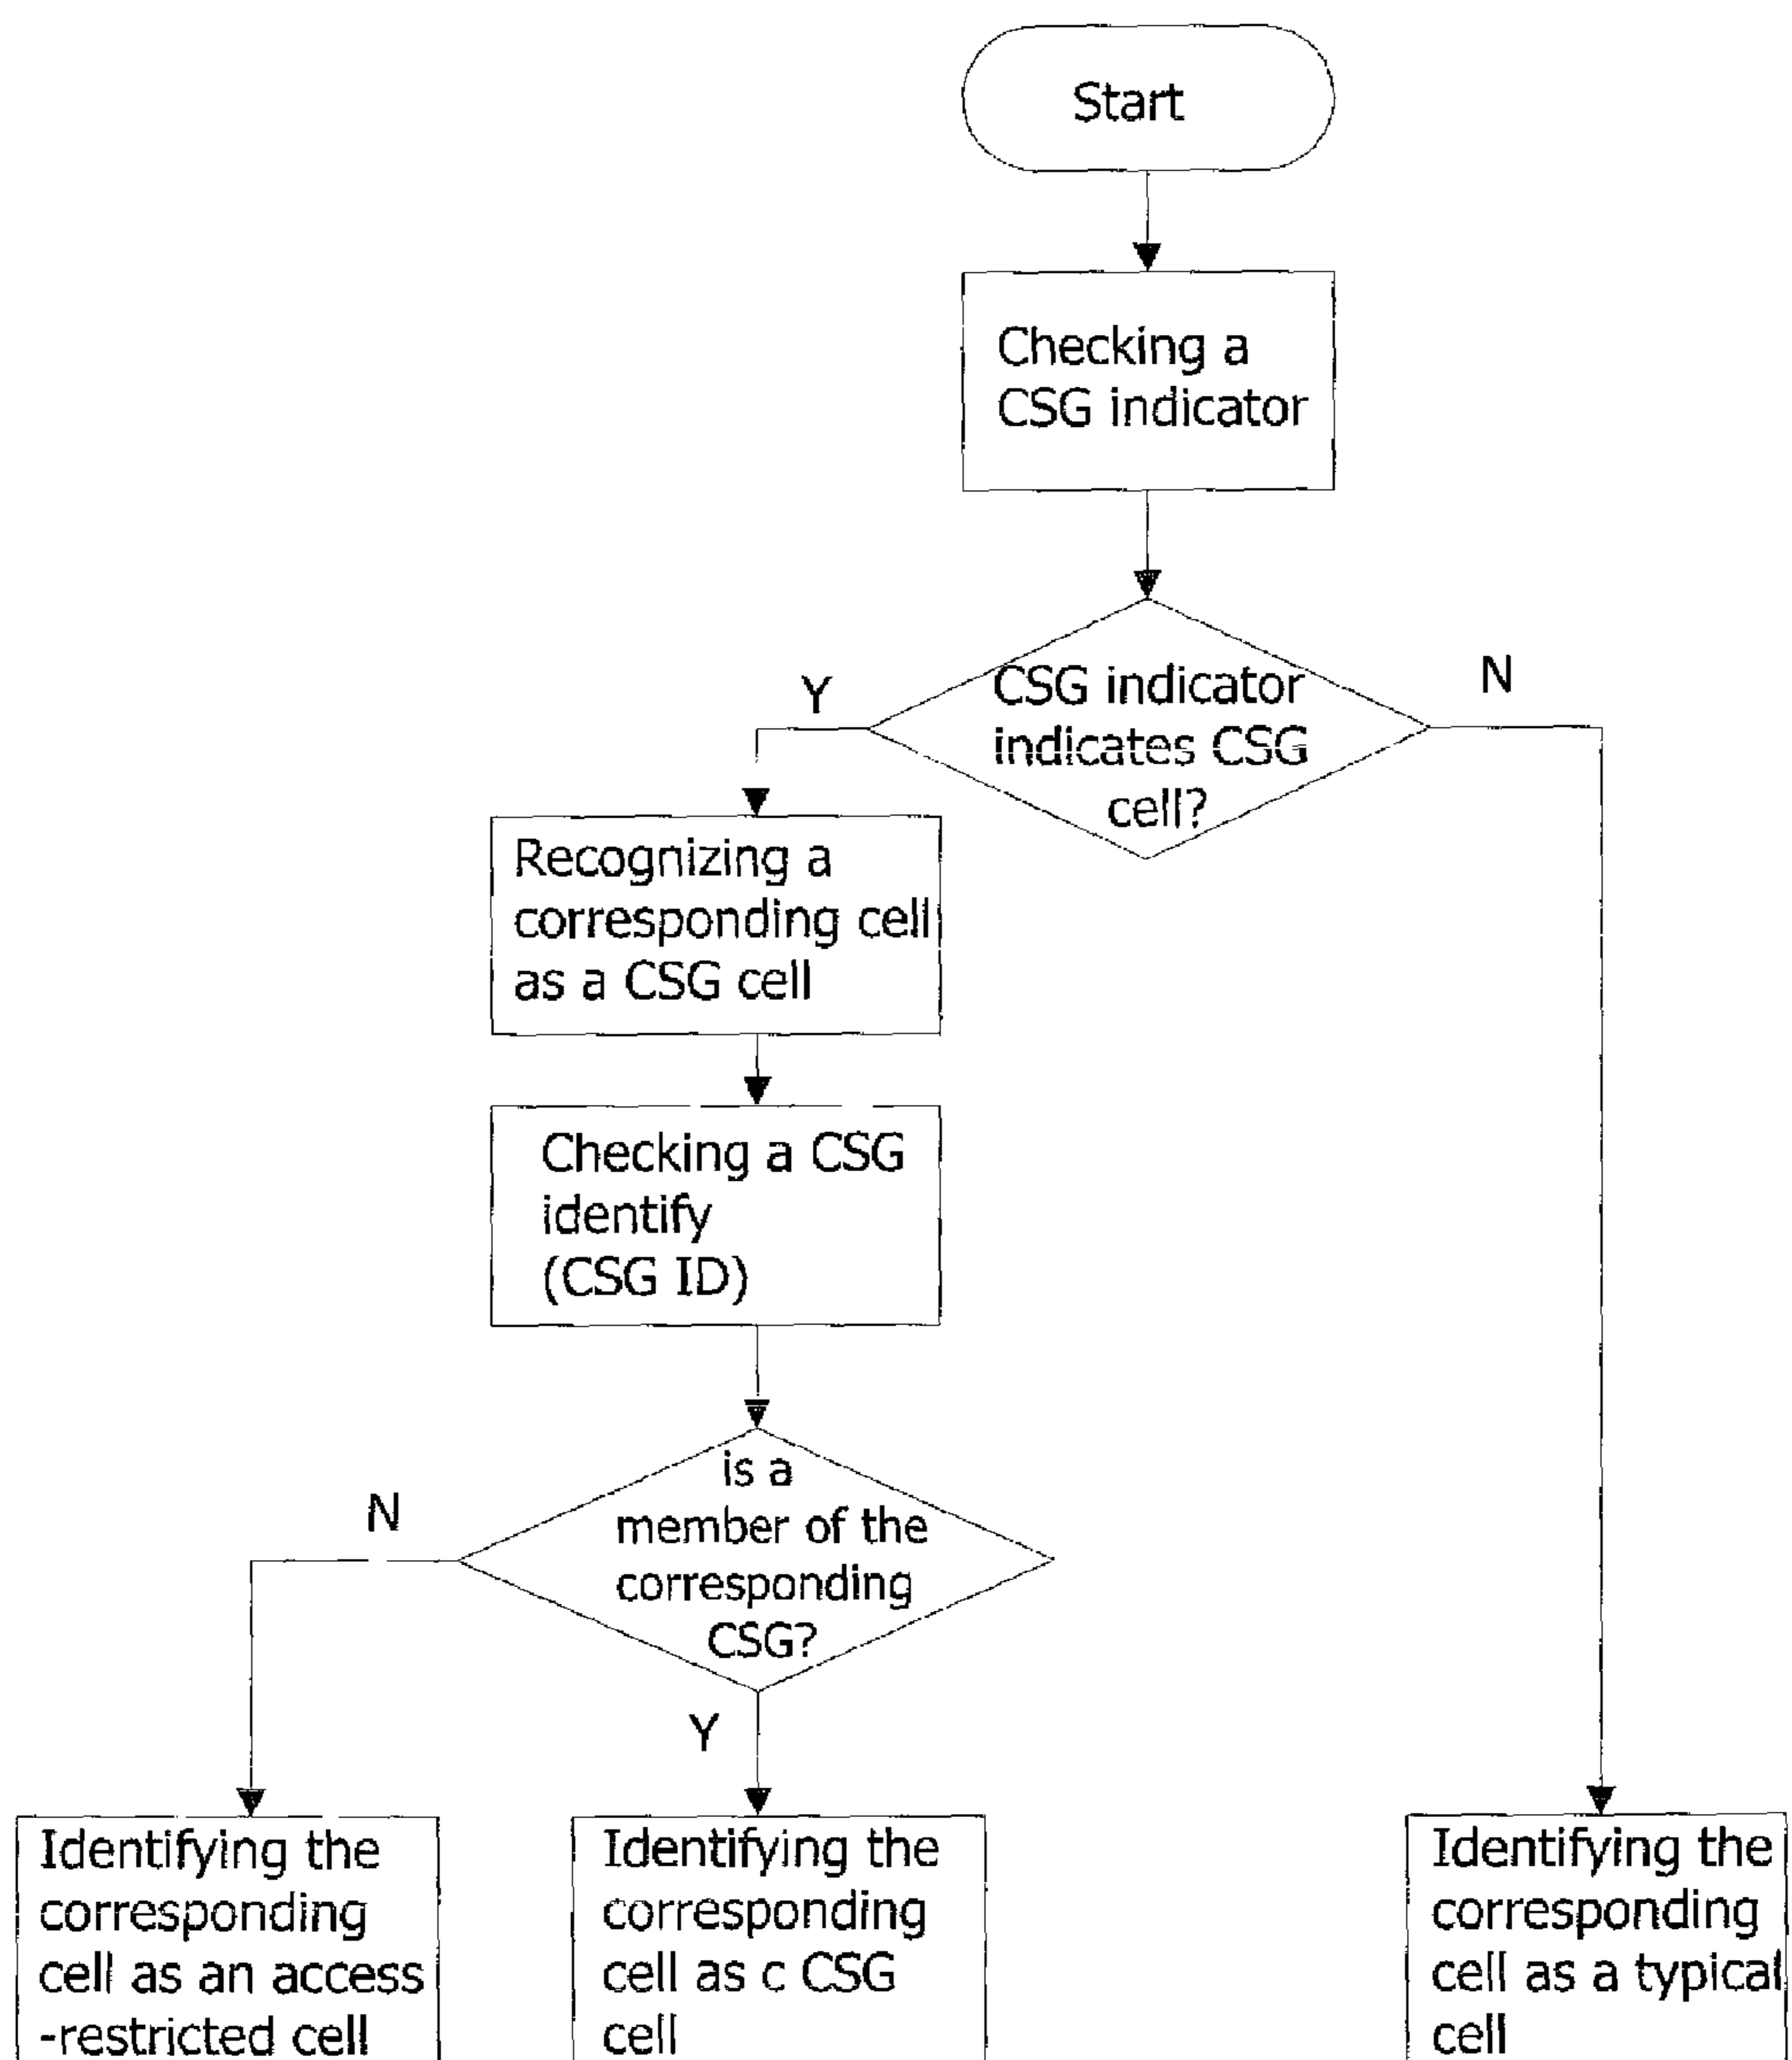 Start
Checking a
CSG indicator
Y
N
CSG indicator
indicates CSG
cell?
Recognizing a
corresponding cell
as a CSG cell
Checking a CSG
identify
(CSG ID)
is a
member of the
corresponding
CSG?
N
Y
Identifying the
corresponding
cell as an access
-restricted cell
Identifying the
corresponding
cell as c CSG
cell
Identifying the
corresponding
cell as a typical
cell